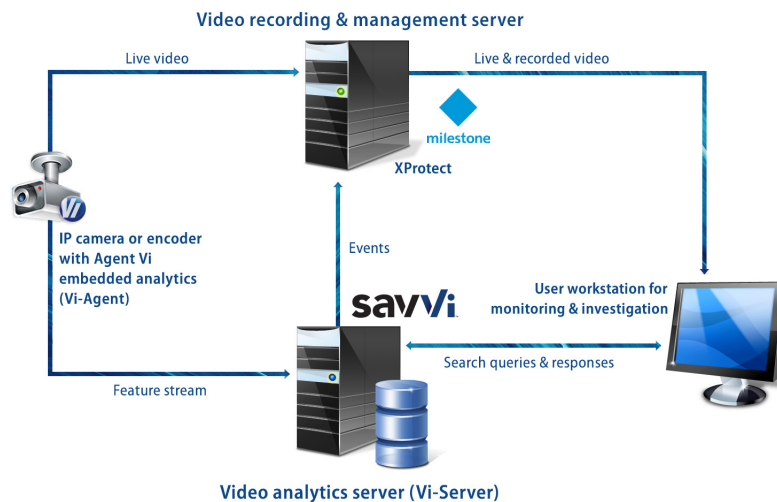 Video recording & management server
Live video
Live & recorded video
milestone
XProtect
Vi
IP camera or encoder
with Agent Vi
embedded analytics
(Vi-Agent)
Events
User workstation for
monitoring & investigation
savVi
Search queries & responses
Feature stream
Video analytics server (Vi-Server)